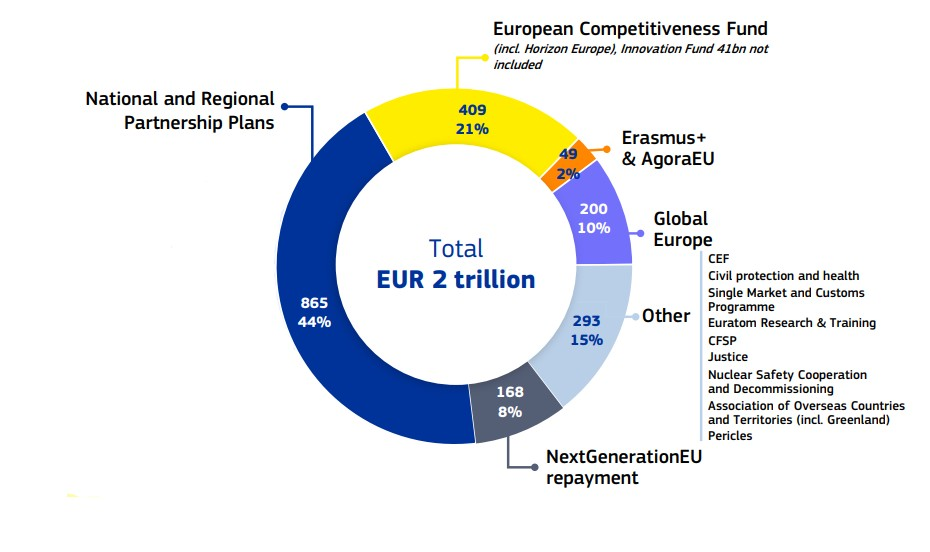 European Competitiveness Fund
(incl. Horizon Europe), Innovation Fund 41bn not
included
National and Regional
Partnership Plans
409
21%
Erasmus+
& AgoraEU
49
2%
200
10%
Global
Europe
Total
EUR 2 trillion
865
44%
293
15%
Other
CEF
Civil protection and health
Single Market and Customs
Programme
Euratom Research & Training
CFSP
Justice
Nuclear Safety Cooperation
and Decommissioning
Association of Overseas Countries
and Territories (incl. Greenland)
Pericles
168
8%
NextGenerationEU
repayment